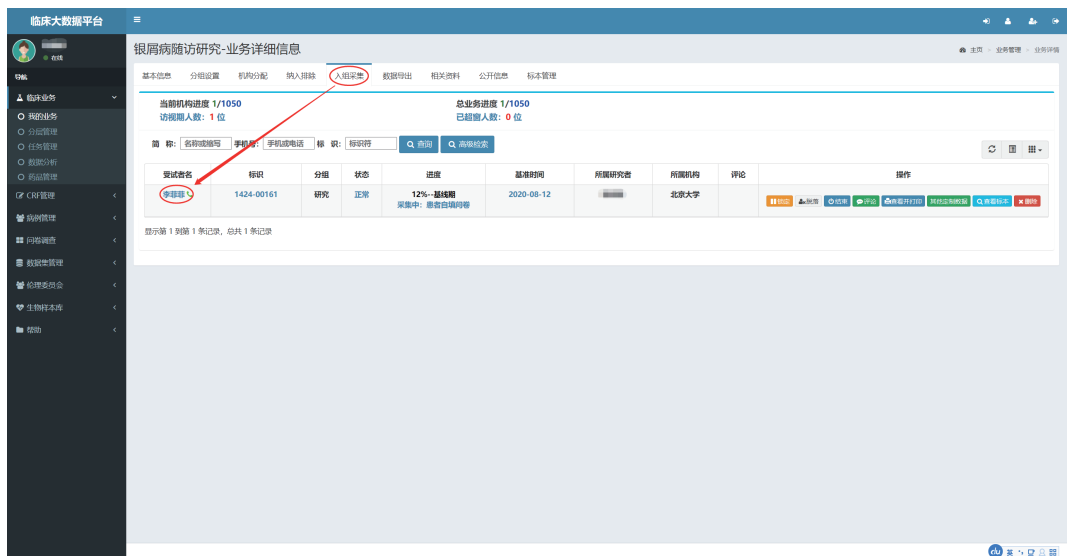 临床大数据平台
在线
导航
临床业务
我的业务
分层管理
任务管理
数据分析
药品管理
CRF管理
病例管理
问卷调查
数据集管理
伦理委员会
生物样本库
帮助
银屑病随访研究-业务详细信息
主页 > 业务管理 > 业务详情
基本信息 分组设置 机构分配 纳入排除 入组采集 数据导出 相关资料 公开信息 标本管理
当前机构进度 1/1050 总业务进度 1/1050
访视期人数：1 位 已超窗人数：0 位
简 称： 名称或缩写 手机号： 手机或电话 标 识： 标识符 查询 高级检索
受试者名 标识 分组 状态 进度 基准时间 所属研究者 所属机构 评论 操作
李菲菲 1424-00161 研究 正常 12%--基线期 2020-08-12 北京大学
采集中：患者自填问卷
锁定 脱落 结束 评论 查看并打印 其他定制数据 查看标本 删除
显示第 1 到第 1 条记录，总共 1 条记录
du 英